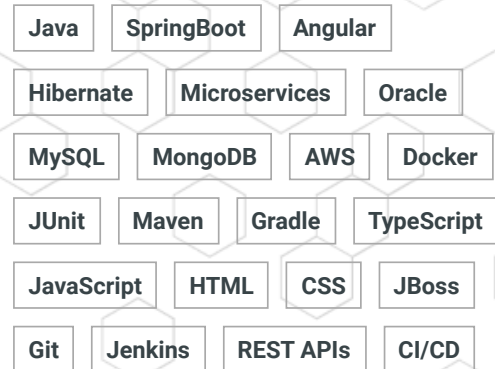 Java SpringBoot Angular
Hibernate Microservices Oracle
MySQL MongoDB AWS Docker
JUnit Maven Gradle TypeScript
JavaScript HTML CSS JBoss
Git Jenkins REST APIs CI/CD